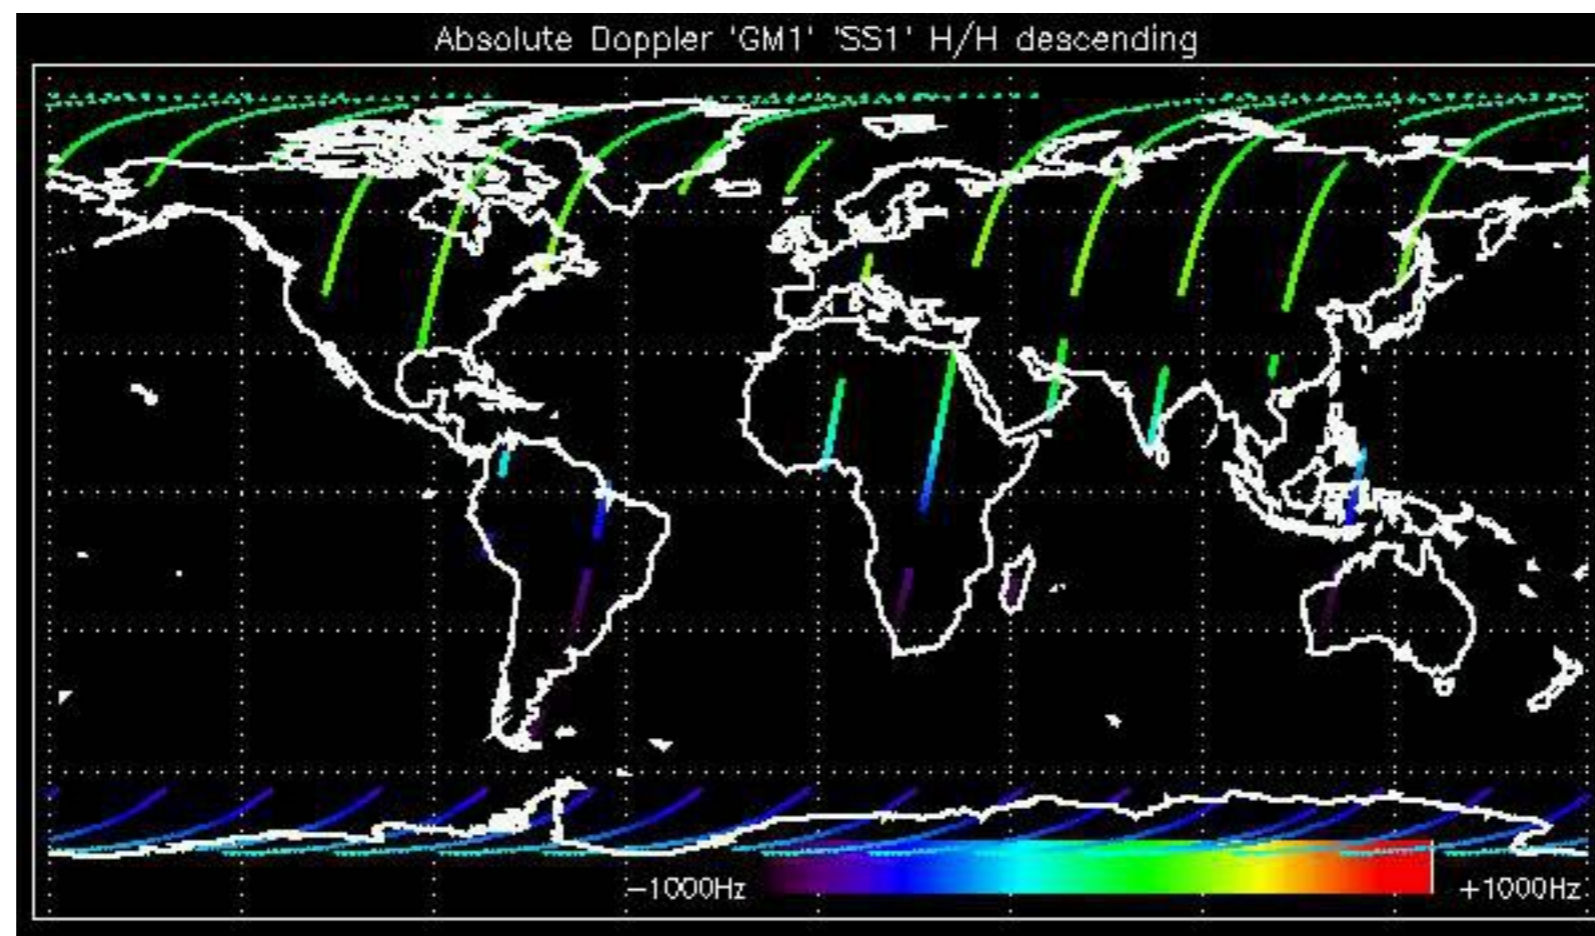 Absolute Doppler 'GM1' 'SS1' H/H descending
−1000Hz
+1000Hz